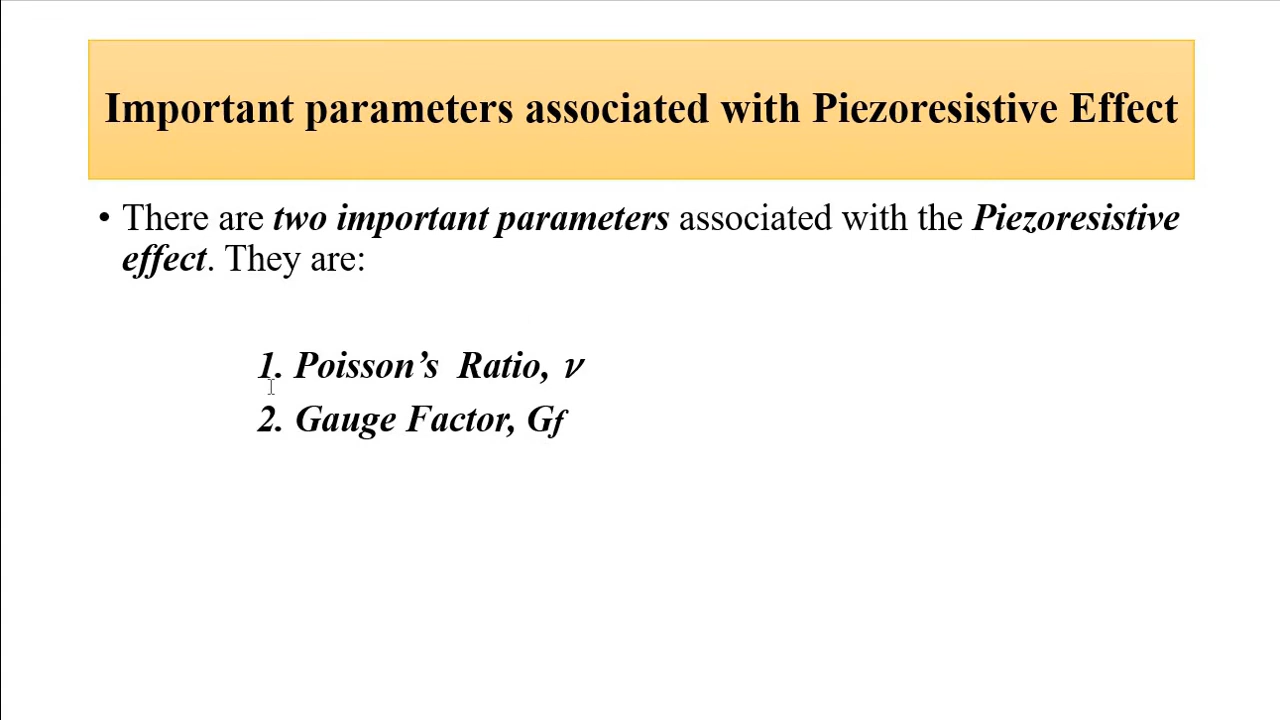 Important parameters associated with Piezoresistive Effect
• There are two important parameters associated with the Piezoresistive
effect. They are:
1. Poisson’s Ratio, ν
2. Gauge Factor, Gf